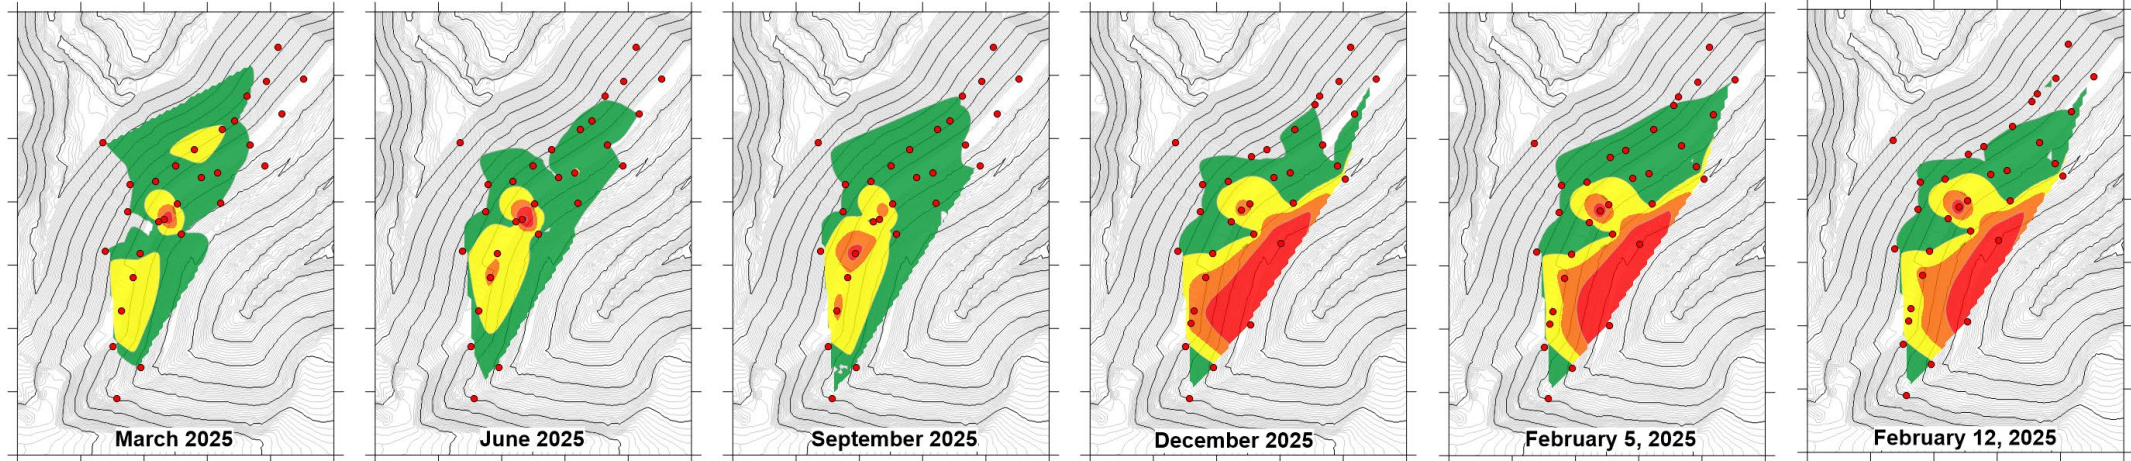 March 2025
June 2025
September 2025
December 2025
February 5, 2025
February 12, 2025